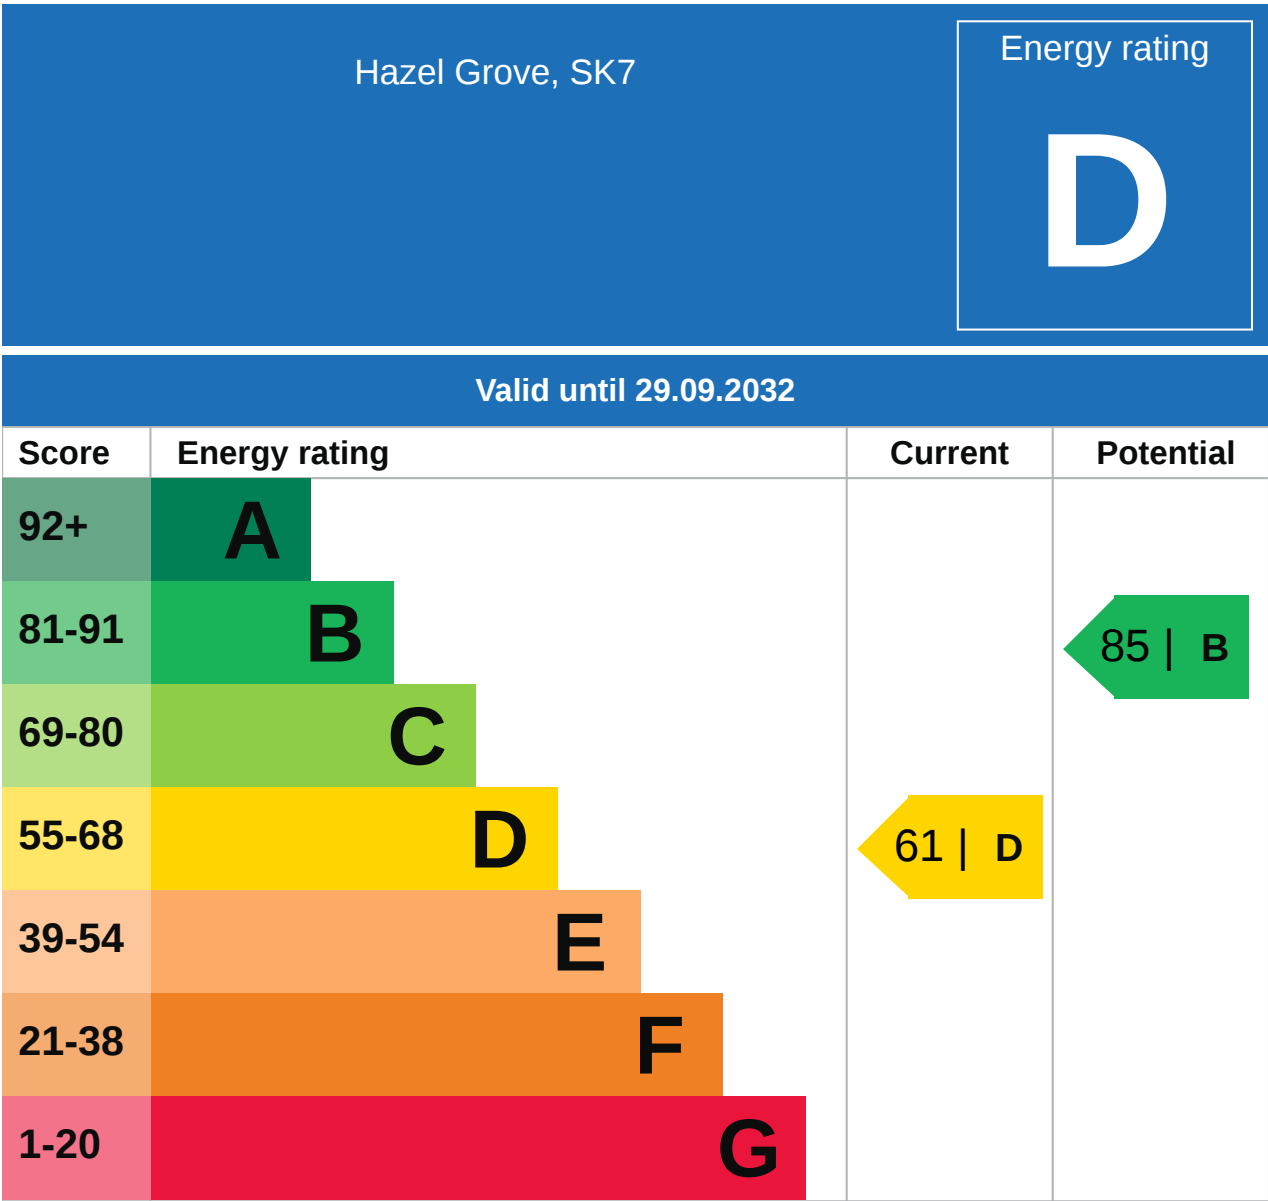 Hazel Grove, SK7
Energy rating
D
Valid until 29.09.2032
Score Energy rating Current Potential
92+ A
81-91 B 85 | B
69-80 C
55-68 D 61 | D
39-54 E
21-38 F
1-20 G